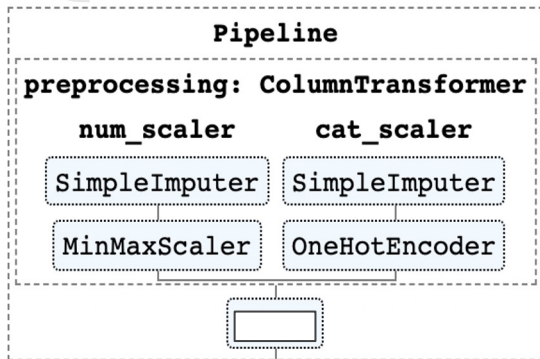 Pipeline
preprocessing: ColumnTransformer
num_scaler cat_scaler
SimpleImputer SimpleImputer
MinMaxScaler OneHotEncoder